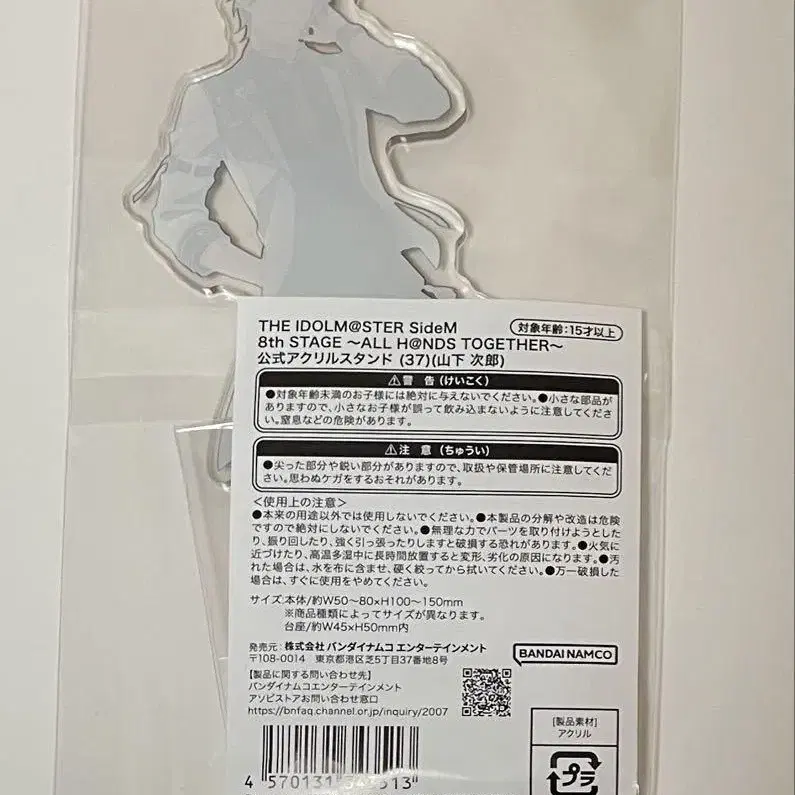 THE IDOLM@STER SideM
対象年齢:15才以上
8th STAGE ～ALL H@NDS TOGETHER～
公式アクリルスタンド (37)(山下 次郎)
⚠警 告(けいこく)
●対象年齢未満のお子様には絶対に与えないでください。●小さな部品が
ありますので、小さなお子様が誤って飲み込まないように注意してくださ
い。窒息などの危険があります。
⚠注 意(ちゅうい)
●尖った部分や鋭い部分がありますので、取扱や保管場所に注意してくだ
さい。思わぬケガをするおそれがあります。
＜使用上の注意＞
●本来の用途以外では使用しないでください。●本製品の分解や改造は危険
ですので絶対にしないでください。●無理な力でパーツを取り付けようとした
り、振り回したり、強く引っ張ったりしますと破損する恐れがあります。●火気に
近づけたり、高温多湿中に長時間放置すると変形、劣化の原因になります。●汚
れた場合は、水を布に含ませ、硬く絞ってから拭いてください。●万一破損した
場合は、すぐに使用をやめてください。
サイズ:本体/約W50～80×H100～150mm
※商品種類によってサイズが異なります。
台座/約W45×H50mm内
発売元: 株式会社 バンダイナムコ エンターテインメント
〒108-0014 東京都港区芝5丁目37番地8号
BANDAI NAMCO
【製品に関する問い合わせ先】
バンダイナムコエンターテインメント
アソビストアお問い合わせ窓口
https://bnfaq.channel.or.jp/inquiry/2007
[製品素材]
アクリル
プラ
4 570131